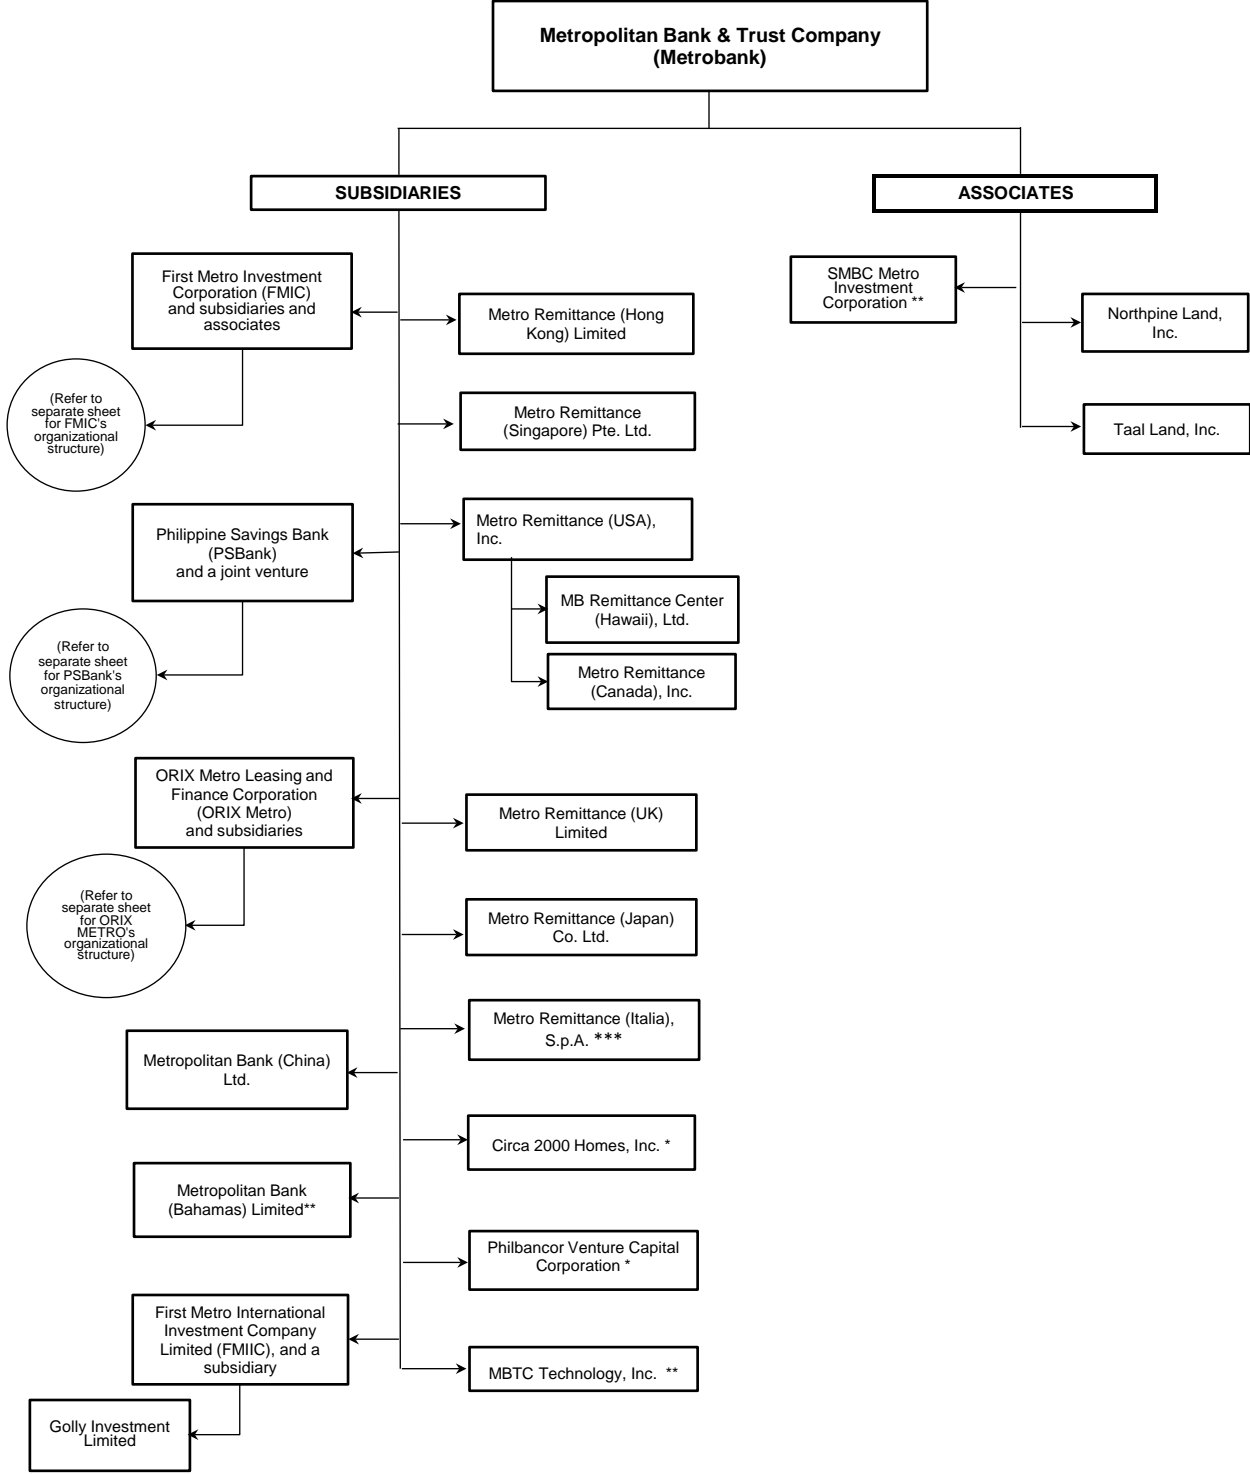 Metropolitan Bank & Trust Company
(Metrobank)
SUBSIDIARIES
ASSOCIATES
First Metro Investment
Corporation (FMIC)
and subsidiaries and
associates
(Refer to
separate sheet
for FMIC's
organizational
structure)
Philippine Savings Bank
(PSBank)
and a joint venture
(Refer to
separate sheet
for PSBank's
organizational
structure)
ORIX Metro Leasing and
Finance Corporation
(ORIX Metro)
and subsidiaries
(Refer to
separate sheet
for ORIX
METRO's
organizational
structure)
Metropolitan Bank (China)
Ltd.
Metropolitan Bank
(Bahamas) Limited**
First Metro International
Investment Company
Limited (FMIIC), and a
subsidiary
Golly Investment
Limited
Metro Remittance (Hong
Kong) Limited
Metro Remittance
(Singapore) Pte. Ltd.
Metro Remittance (USA),
Inc.
MB Remittance Center
(Hawaii), Ltd.
Metro Remittance
(Canada), Inc.
Metro Remittance (UK)
Limited
Metro Remittance (Japan)
Co. Ltd.
Metro Remittance (Italia),
S.p.A. ***
Circa 2000 Homes, Inc. *
Philbancor Venture Capital
Corporation *
MBTC Technology, Inc. **
SMBC Metro
Investment
Corporation **
Northpine Land,
Inc.
Taal Land, Inc.